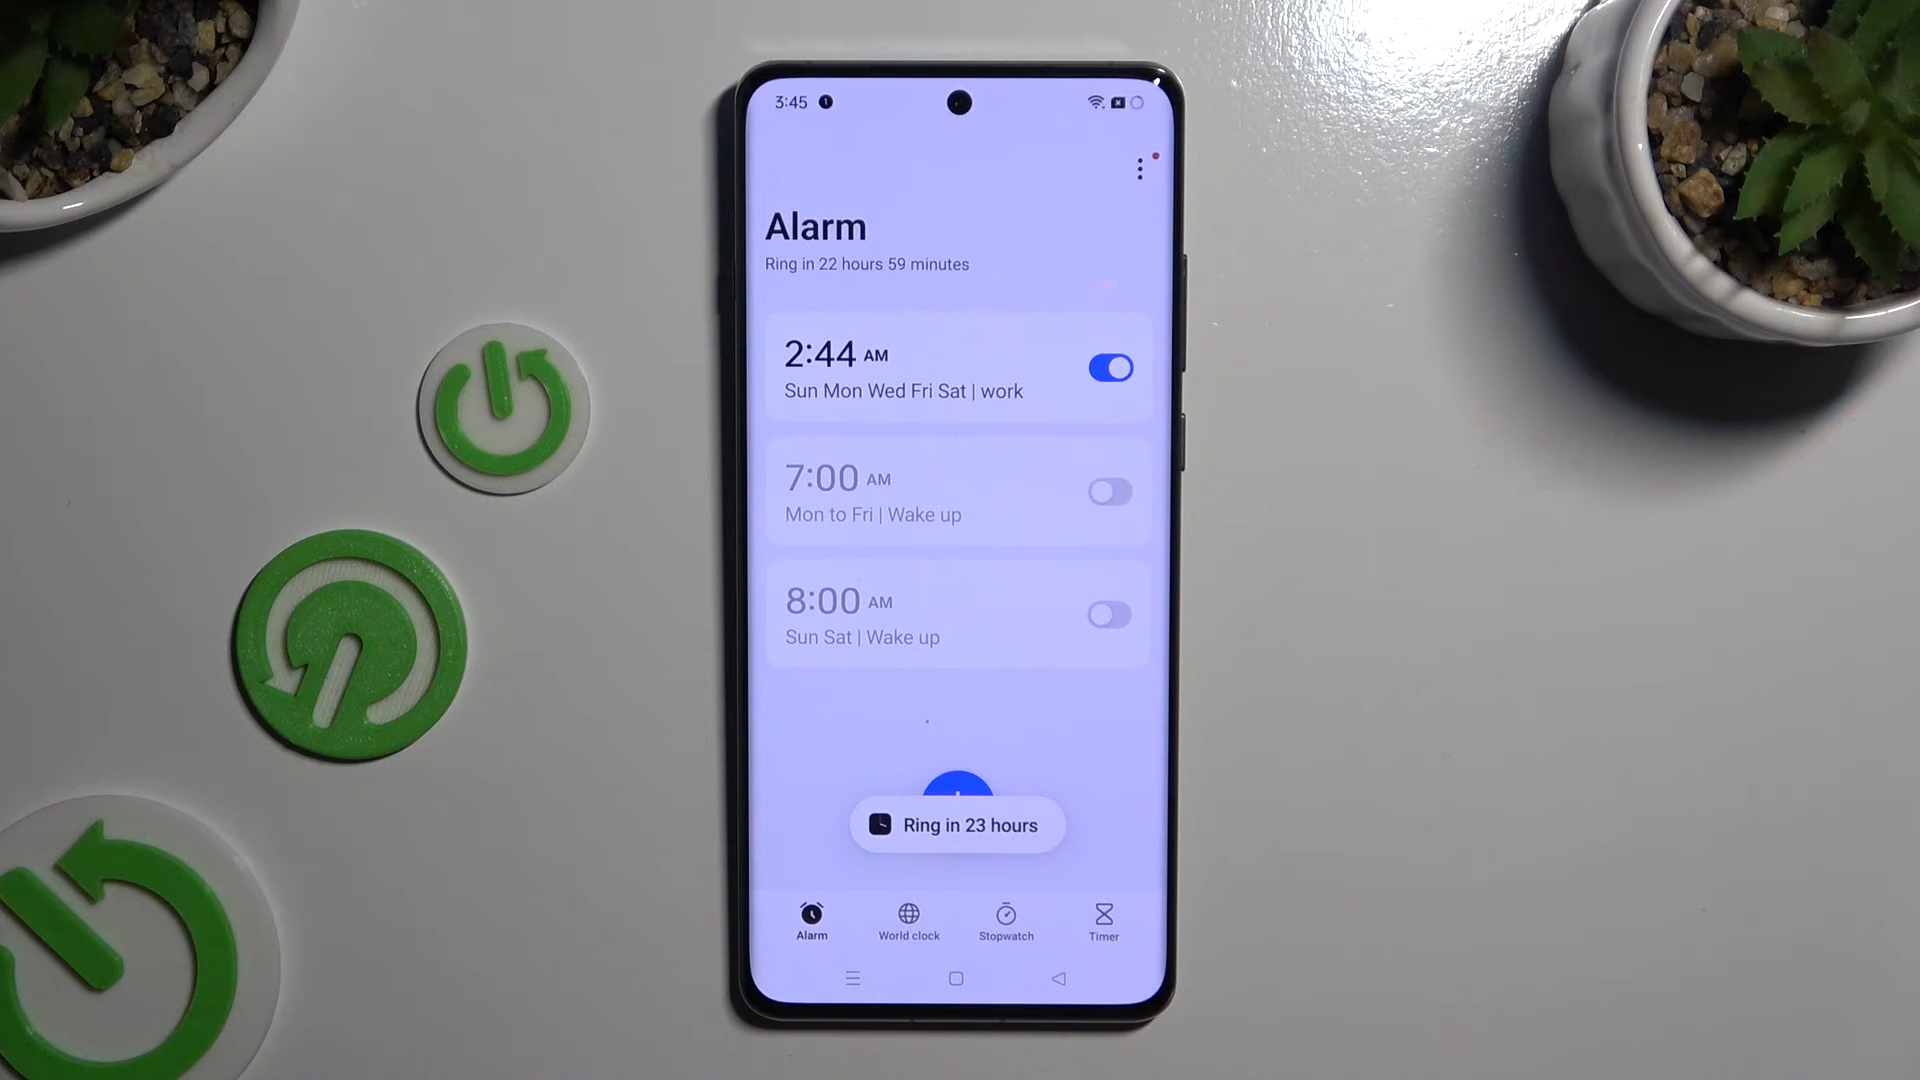 3:45
Alarm
Ring in 22 hours 59 minutes
2:44 AM
Sun Mon Wed Fri Sat | work
7:00 AM
Mon to Fri | Wake up
8:00 AM
Sun Sat | Wake up
Ring in 23 hours
Alarm World clock Stopwatch Timer